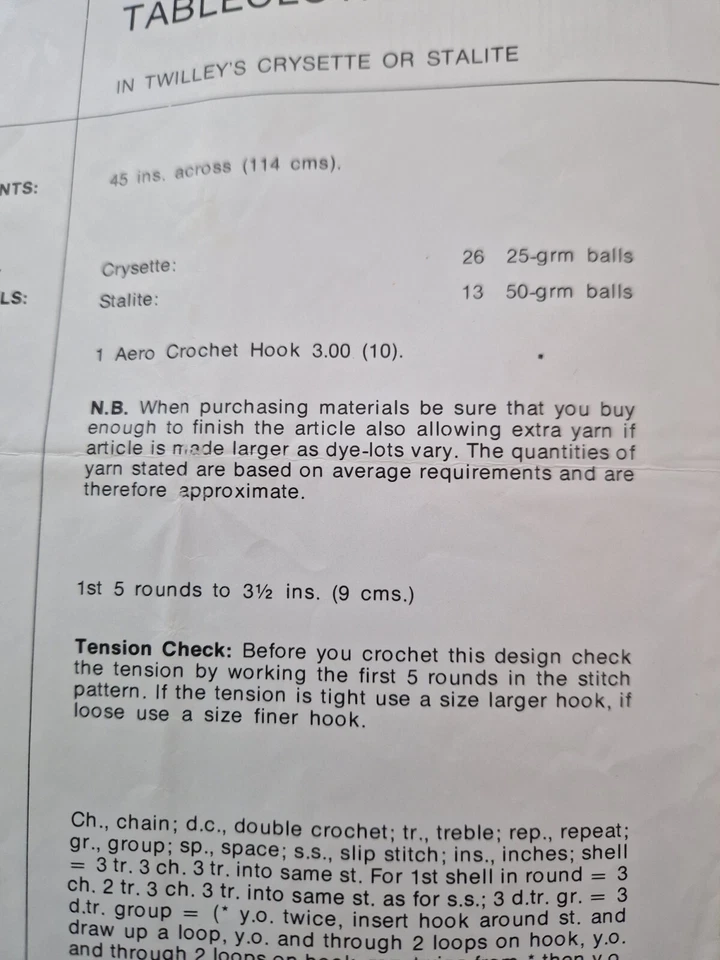 IN TWILLEY'S CRYSETTE OR STALITE
NTS: 45 ins. across (114 cms).
Crysette: 26 25-grm balls
LS: Stalite: 13 50-grm balls
1 Aero Crochet Hook 3.00 (10).
N.B. When purchasing materials be sure that you buy
enough to finish the article also allowing extra yarn if
article is made larger as dye-lots vary. The quantities of
yarn stated are based on average requirements and are
therefore approximate.
1st 5 rounds to 3½ ins. (9 cms.)
Tension Check: Before you crochet this design check
the tension by working the first 5 rounds in the stitch
pattern. If the tension is tight use a size larger hook, if
loose use a size finer hook.
Ch., chain; d.c., double crochet; tr., treble; rep., repeat;
gr., group; sp., space; s.s., slip stitch; ins., inches; shell
= 3 tr. 3 ch. 3 tr. into same st. For 1st shell in round = 3
ch. 2 tr. 3 ch. 3 tr. into same st. as for s.s.; 3 d.tr. gr. = 3
d.tr. group = (* y.o. twice, insert hook around st. and
draw up a loop, y.o. and through 2 loops on hook, y.o.
and through 2 loops on